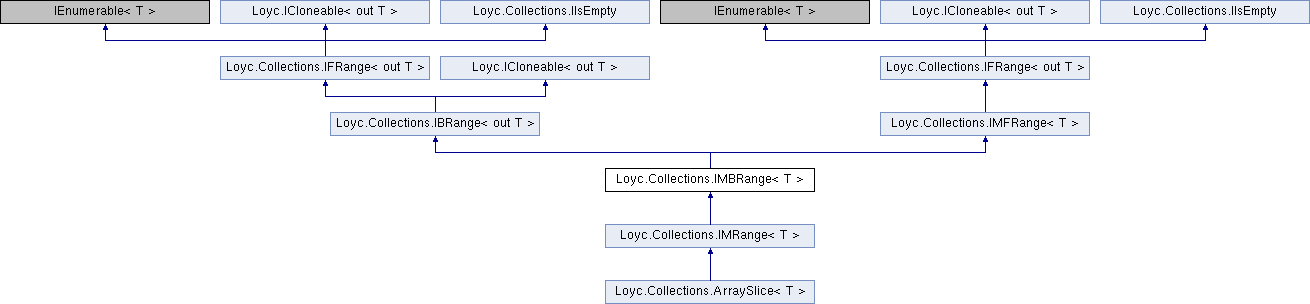 IEnumerable< T >
Loyc.ICloneable< out T >
Loyc.Collections.IIsEmpty
IEnumerable< T >
Loyc.ICloneable< out T >
Loyc.Collections.IIsEmpty
Loyc.Collections.IFRange< out T >
Loyc.ICloneable< out T >
Loyc.Collections.IFRange< out T >
Loyc.Collections.IBRange< out T >
Loyc.Collections.IMFRange< T >
Loyc.Collections.IMBRange< T >
Loyc.Collections.IMRange< T >
Loyc.Collections.ArraySlice< T >